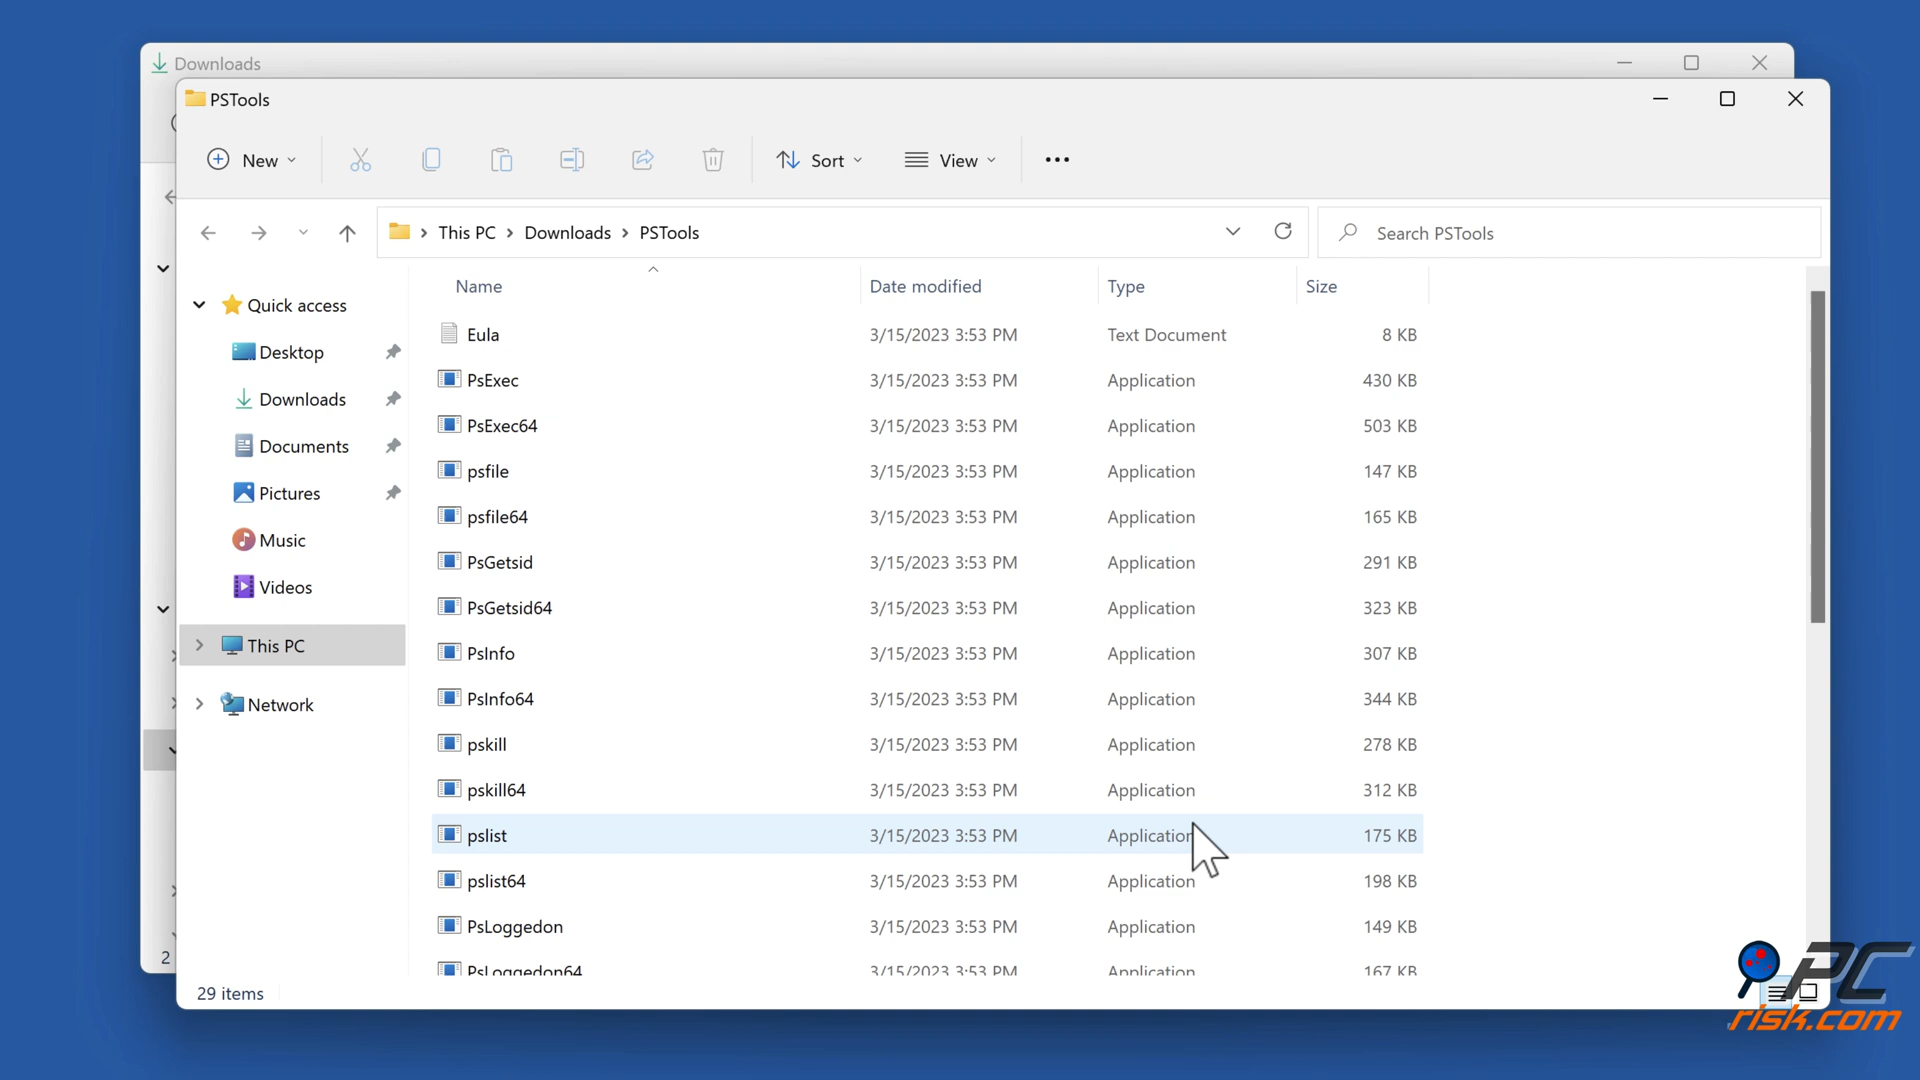 Downloads
PSTools
New
Sort
View
This PC
Downloads
PSTools
Search PSTools
Name Date modified Type Size
Quick access
Desktop
Downloads
Documents
Pictures
Music
Videos
This PC
Network
Eula 3/15/2023 3:53 PM Text Document 8 KB
PsExec 3/15/2023 3:53 PM Application 430 KB
PsExec64 3/15/2023 3:53 PM Application 503 KB
psfile 3/15/2023 3:53 PM Application 147 KB
psfile64 3/15/2023 3:53 PM Application 165 KB
PsGetsid 3/15/2023 3:53 PM Application 291 KB
PsGetsid64 3/15/2023 3:53 PM Application 323 KB
PsInfo 3/15/2023 3:53 PM Application 307 KB
PsInfo64 3/15/2023 3:53 PM Application 344 KB
pskill 3/15/2023 3:53 PM Application 278 KB
pskill64 3/15/2023 3:53 PM Application 312 KB
pslist 3/15/2023 3:53 PM Application 175 KB
pslist64 3/15/2023 3:53 PM Application 198 KB
PsLoggedon 3/15/2023 3:53 PM Application 149 KB
PsLoggedon64 3/15/2023 3:53 PM Application 167 KB
2
29 items
PC
risk.com